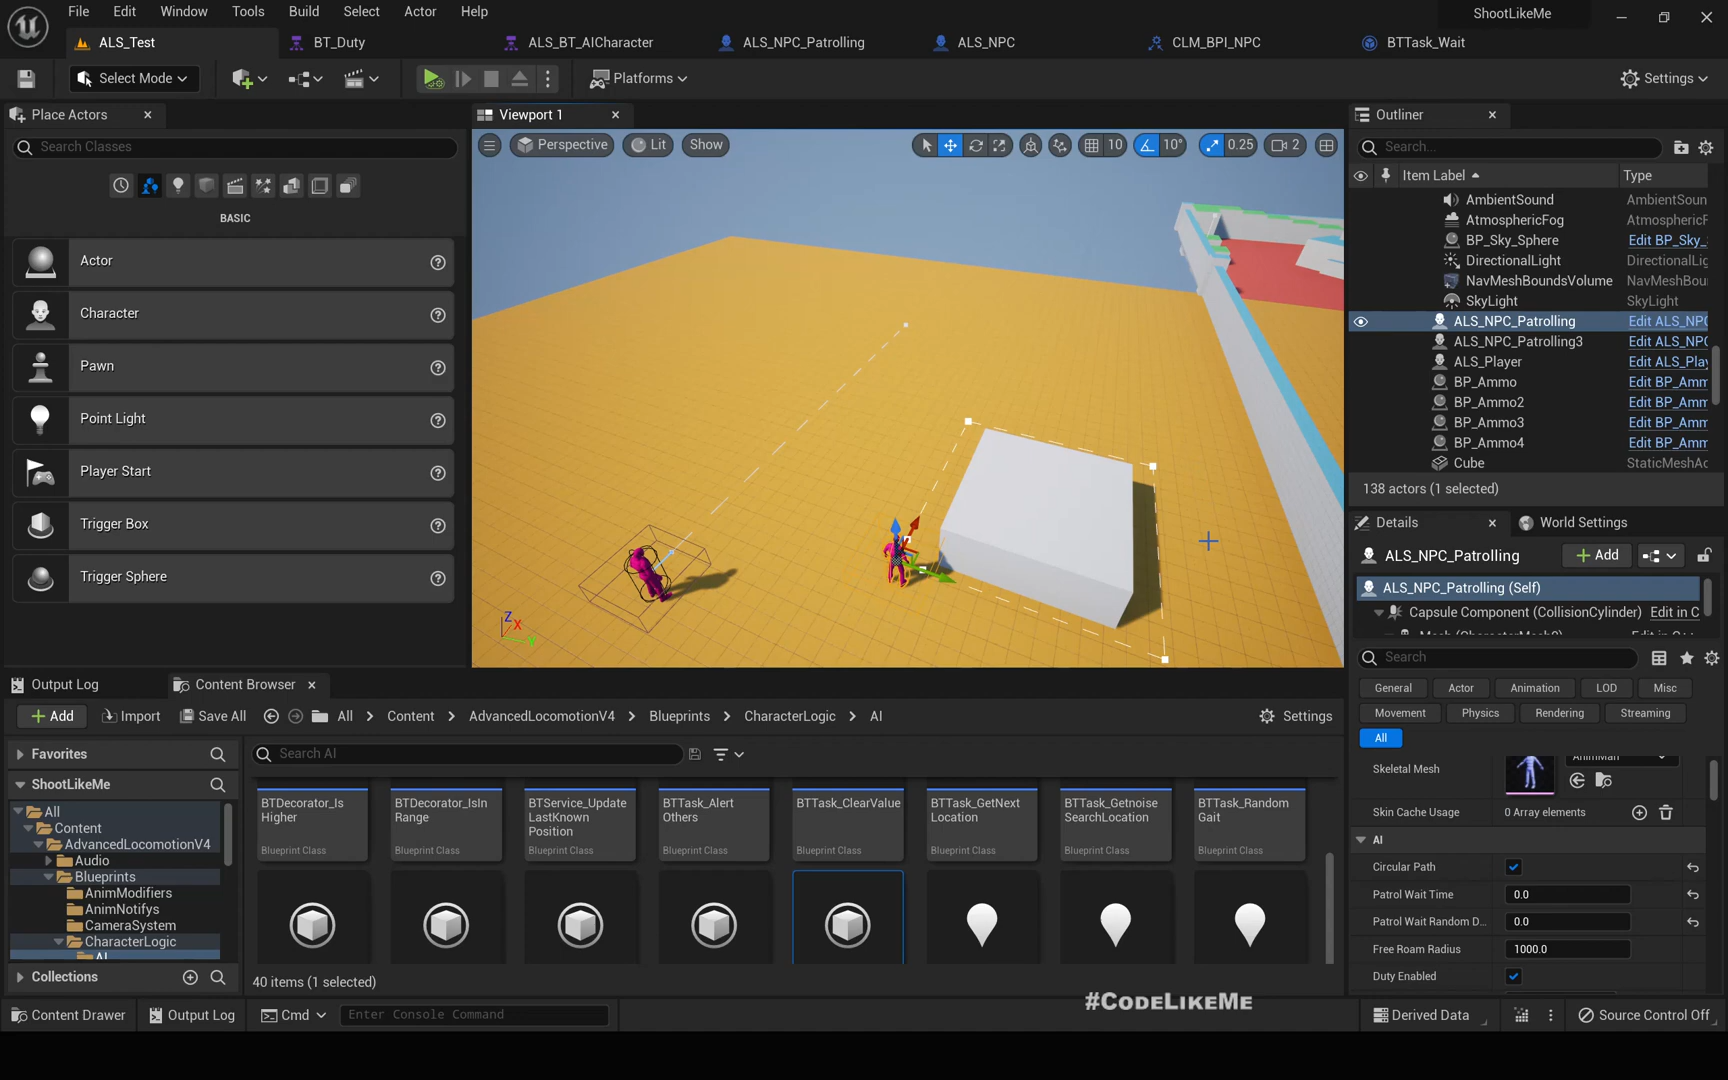 File Edit Window Tools Build Select Actor Help ShootLikeMe
ALS_Test BT_Duty ALS_BT_AICharacter ALS_NPC_Patrolling ALS_NPC CLM_BPI_NPC BTTask_Wait
Select Mode Platforms Settings
Place Actors
Search Classes
BASIC
Actor
Character
Pawn
Point Light
Player Start
Trigger Box
Trigger Sphere
Viewport 1
Perspective Lit Show 10 10° 0.25 2
Z
X
Y
Outliner
Search...
Item Label Type
AmbientSound AmbientSoun
AtmosphericFog AtmosphericF
BP_Sky_Sphere Edit BP_Sky_
DirectionalLight DirectionalLig
NavMeshBoundsVolume NavMeshBou
SkyLight SkyLight
ALS_NPC_Patrolling Edit ALS_NPC
ALS_NPC_Patrolling3 Edit ALS_NPC
ALS_Player Edit ALS_Play
BP_Ammo Edit BP_Amm
BP_Ammo2 Edit BP_Amm
BP_Ammo3 Edit BP_Amm
BP_Ammo4 Edit BP_Amm
Cube StaticMeshAc
138 actors (1 selected)
Details World Settings
ALS_NPC_Patrolling Add
ALS_NPC_Patrolling (Self)
Capsule Component (CollisionCylinder) Edit in C
Search
General Actor Animation LOD Misc
Movement Physics Rendering Streaming
All
Skeletal Mesh AnimMan
Skin Cache Usage 0 Array elements
AI
Circular Path
Patrol Wait Time 0.0
Patrol Wait Random D... 0.0
Free Roam Radius 1000.0
Duty Enabled
Output Log Content Browser
Add Import Save All All > Content > AdvancedLocomotionV4 > Blueprints > CharacterLogic > AI Settings
Favorites
ShootLikeMe
All
Content
AdvancedLocomotionV4
Audio
Blueprints
AnimModifiers
AnimNotifys
CameraSystem
CharacterLogic
AI
Collections
Search AI
BTDecorator_Is
Higher
Blueprint Class
BTDecorator_IsIn
Range
Blueprint Class
BTService_Update
LastKnown
Position
Blueprint Class
BTTask_Alert
Others
Blueprint Class
BTTask_ClearValue
Blueprint Class
BTTask_GetNext
Location
Blueprint Class
BTTask_Getnoise
SearchLocation
Blueprint Class
BTTask_Random
Gait
Blueprint Class
40 items (1 selected)
#CodeLikeMe
Content Drawer Output Log Cmd Enter Console Command Derived Data Source Control Off